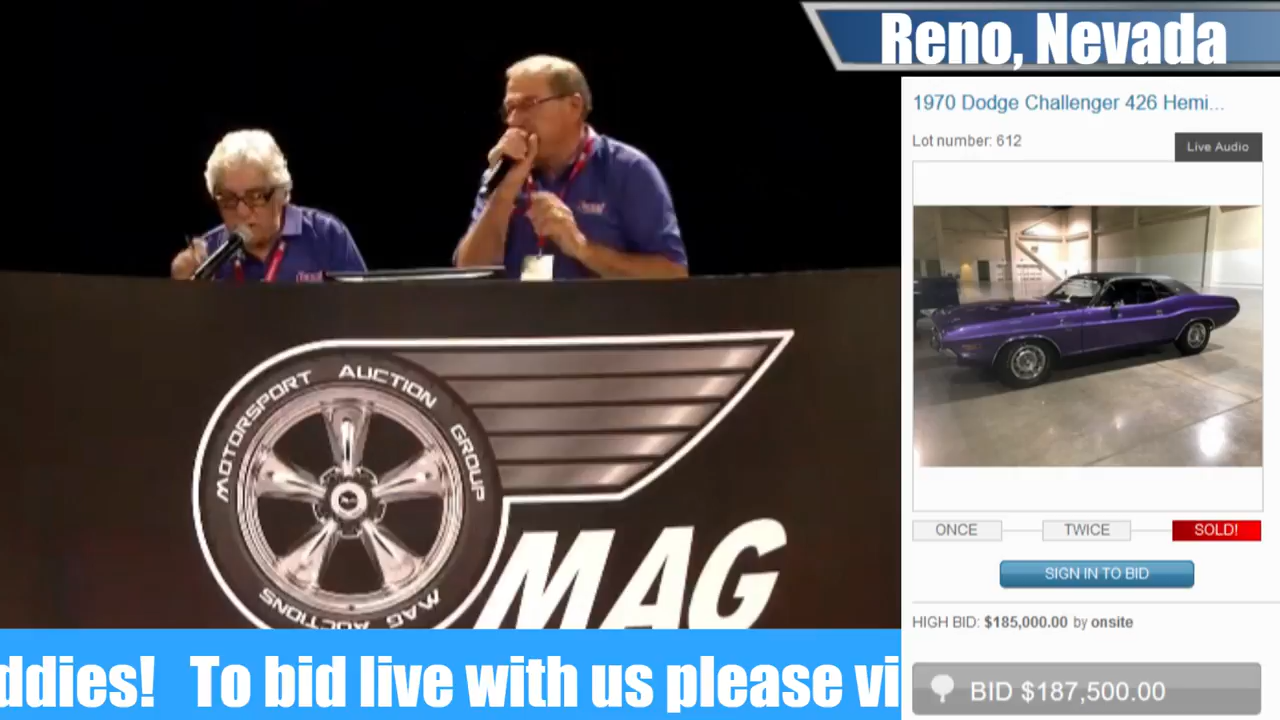 Reno, Nevada
1970 Dodge Challenger 426 Hemi...
Lot number: 612
Live Audio
MOTORSPORT AUCTION GROUP
MAG AUCTIONS
MAG
ONCE
TWICE
SOLD!
SIGN IN TO BID
HIGH BID: $185,000.00 by onsite
BID $187,500.00
ddies! To bid live with us please vi